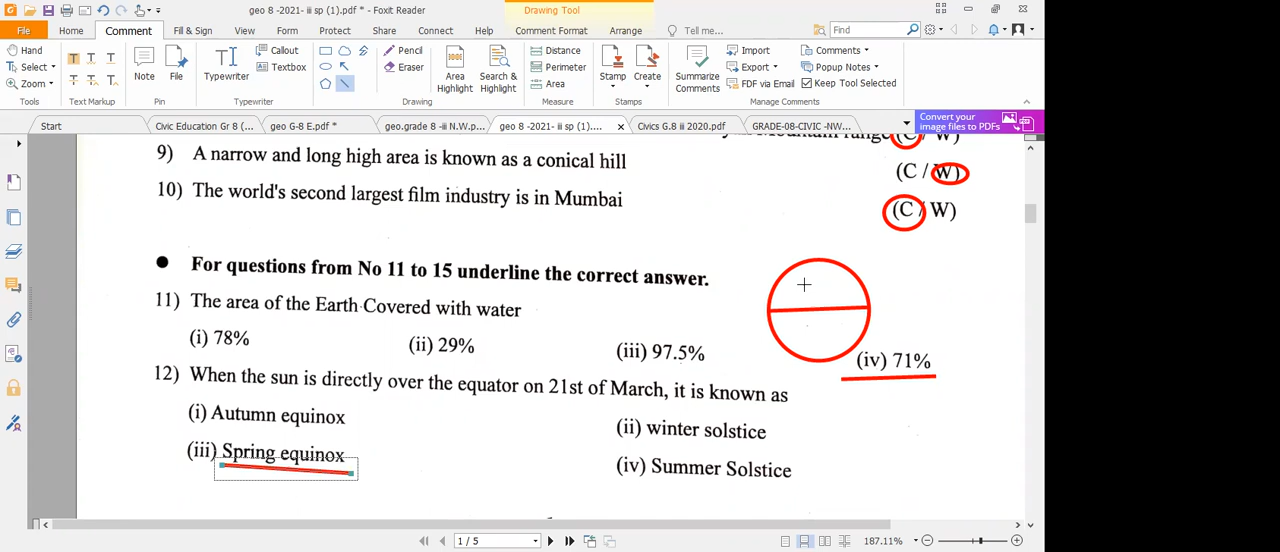 geo 8 -2021- ii sp (1).pdf * - Foxit Reader
Drawing Tool
File Home Comment Fill & Sign View Form Protect Share Connect Help Comment Format Arrange Tell me... Find
Hand
Select
Zoom
Tools
Text Markup
Note
File
Pin
Typewriter
Callout
Textbox
Typewriter
Pencil
Eraser
Drawing
Area Highlight
Search & Highlight
Distance
Perimeter
Area
Measure
Stamp
Create
Stamps
Summarize Comments
Import
Export
FDF via Email
Comments
Popup Notes
Keep Tool Selected
Manage Comments
Start
Civic Education Gr 8 (...
geo G-8 E.pdf *
geo.grade 8 -ii N.W.p...
geo 8 -2021- ii sp (1)....
Civics G.8 ii 2020.pdf
GRADE-08-CIVIC -NW...
Convert your
image files to PDFs
Mountain range (C / W)
9) A narrow and long high area is known as a conical hill (C / W)
10) The world's second largest film industry is in Mumbai (C / W)
● For questions from No 11 to 15 underline the correct answer.
11) The area of the Earth Covered with water
(i) 78% (ii) 29% (iii) 97.5% (iv) 71%
12) When the sun is directly over the equator on 21st of March, it is known as
(i) Autumn equinox (ii) winter solstice
(iii) Spring equinox (iv) Summer Solstice
1 / 5
187.11%